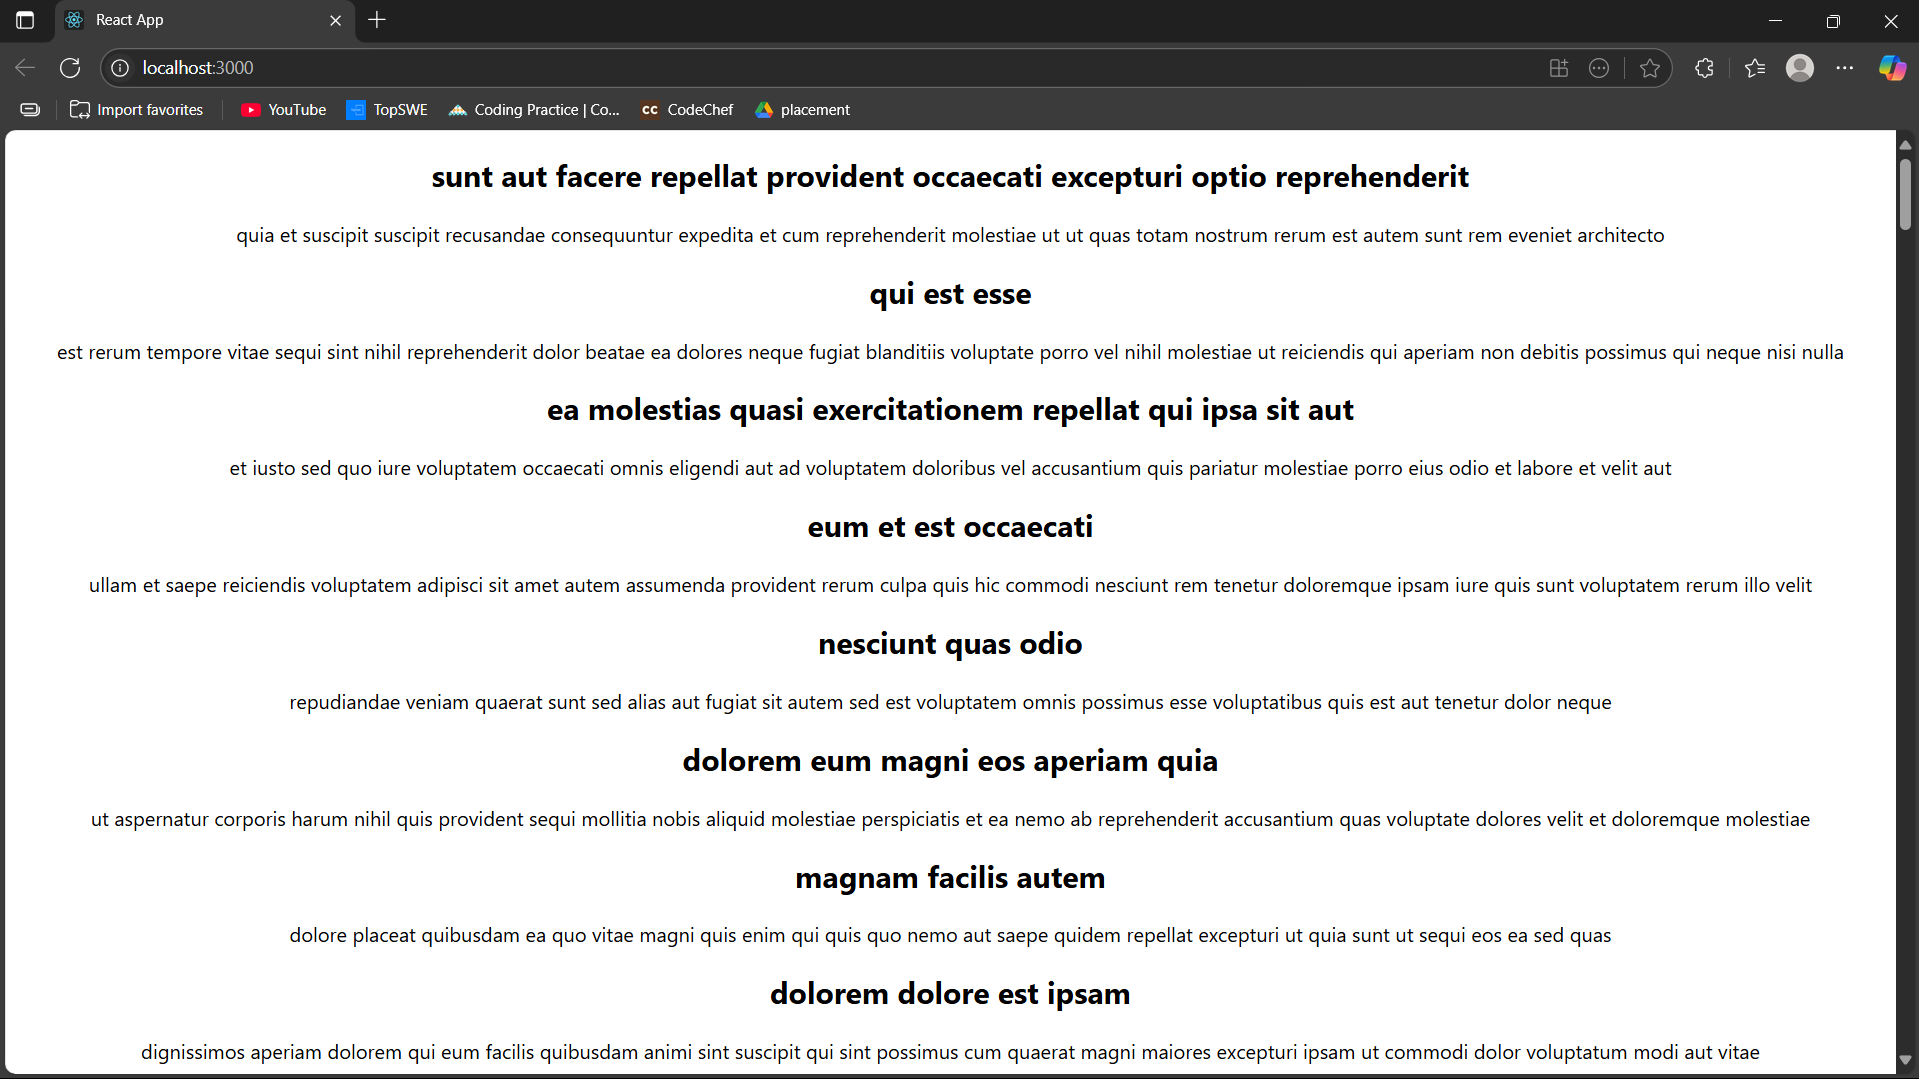 React App
localhost:3000
Import favorites YouTube TopSWE Coding Practice | Co... CC CodeChef placement
sunt aut facere repellat provident occaecati excepturi optio reprehenderit
quia et suscipit suscipit recusandae consequuntur expedita et cum reprehenderit molestiae ut ut quas totam nostrum rerum est autem sunt rem eveniet architecto
qui est esse
est rerum tempore vitae sequi sint nihil reprehenderit dolor beatae ea dolores neque fugiat blanditiis voluptate porro vel nihil molestiae ut reiciendis qui aperiam non debitis possimus qui neque nisi nulla
ea molestias quasi exercitationem repellat qui ipsa sit aut
et iusto sed quo iure voluptatem occaecati omnis eligendi aut ad voluptatem doloribus vel accusantium quis pariatur molestiae porro eius odio et labore et velit aut
eum et est occaecati
ullam et saepe reiciendis voluptatem adipisci sit amet autem assumenda provident rerum culpa quis hic commodi nesciunt rem tenetur doloremque ipsam iure quis sunt voluptatem rerum illo velit
nesciunt quas odio
repudiandae veniam quaerat sunt sed alias aut fugiat sit autem sed est voluptatem omnis possimus esse voluptatibus quis est aut tenetur dolor neque
dolorem eum magni eos aperiam quia
ut aspernatur corporis harum nihil quis provident sequi mollitia nobis aliquid molestiae perspiciatis et ea nemo ab reprehenderit accusantium quas voluptate dolores velit et doloremque molestiae
magnam facilis autem
dolore placeat quibusdam ea quo vitae magni quis enim qui quis quo nemo aut saepe quidem repellat excepturi ut quia sunt ut sequi eos ea sed quas
dolorem dolore est ipsam
dignissimos aperiam dolorem qui eum facilis quibusdam animi sint suscipit qui sint possimus cum quaerat magni maiores excepturi ipsam ut commodi dolor voluptatum modi aut vitae